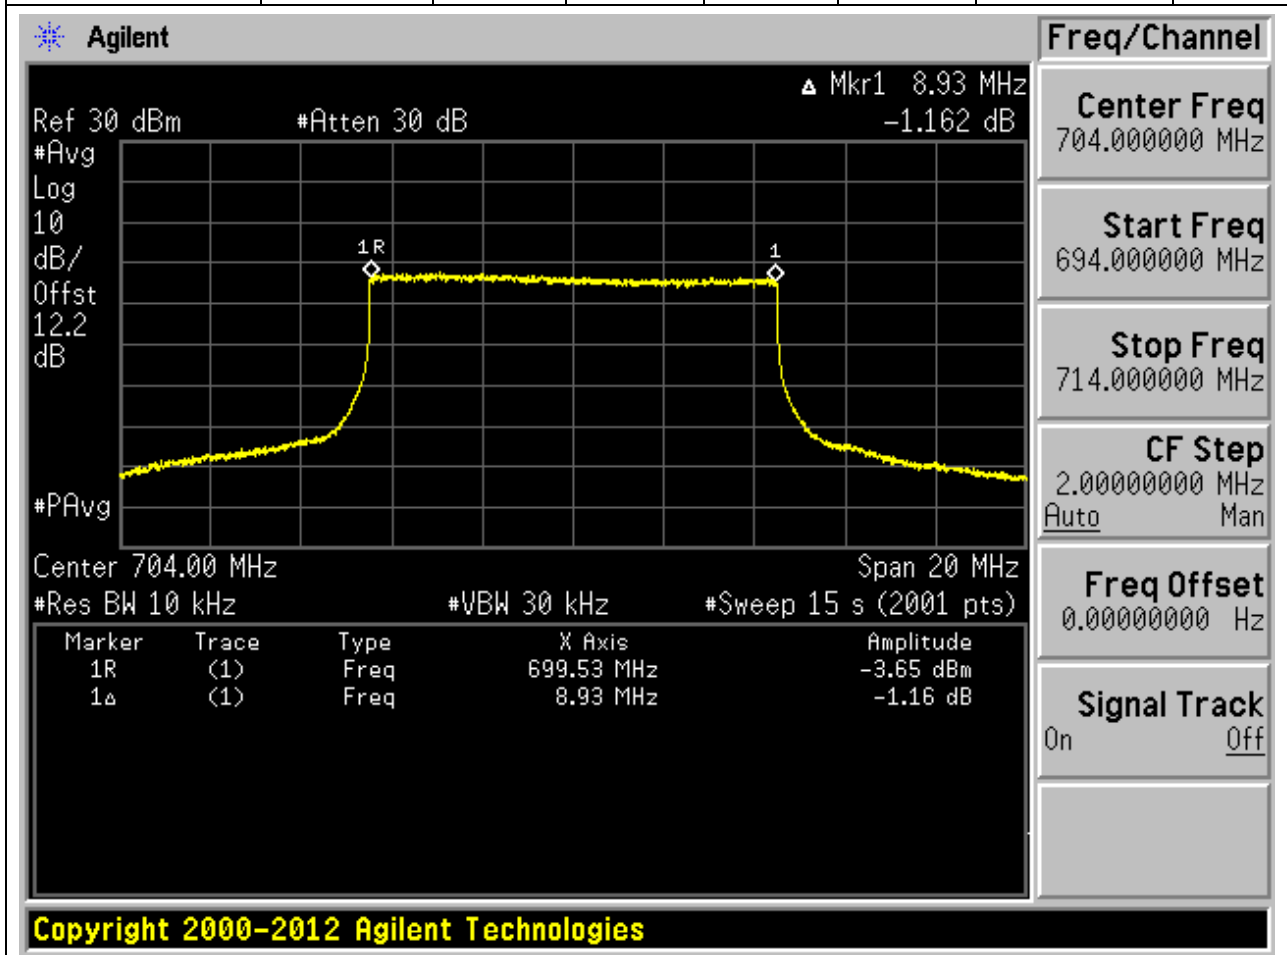 Agilent
Freq/Channel
Δ Mkr1 8.93 MHz
Ref 30 dBm #Atten 30 dB -1.162 dB
#Avg
Log
10
dB/
Offst
12.2
dB
#PAvg
1R
1
Center 704.00 MHz Span 20 MHz
#Res BW 10 kHz #VBW 30 kHz #Sweep 15 s (2001 pts)
Marker Trace Type X Axis Amplitude
1R (1) Freq 699.53 MHz -3.65 dBm
1Δ (1) Freq 8.93 MHz -1.16 dB
Center Freq
704.000000 MHz
Start Freq
694.000000 MHz
Stop Freq
714.000000 MHz
CF Step
2.00000000 MHz
Auto Man
Freq Offset
0.00000000 Hz
Signal Track
On Off
Copyright 2000-2012 Agilent Technologies